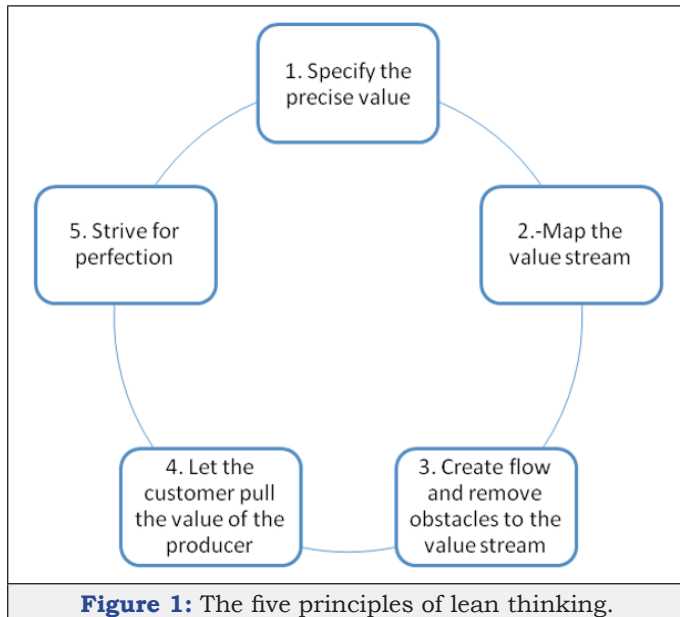 1. Specify the
precise value
2.-Map the
value stream
3. Create flow
and remove
obstacles to the
value stream
4. Let the
customer pull
the value of the
producer
5. Strive for
perfection
Figure 1: The five principles of lean thinking.